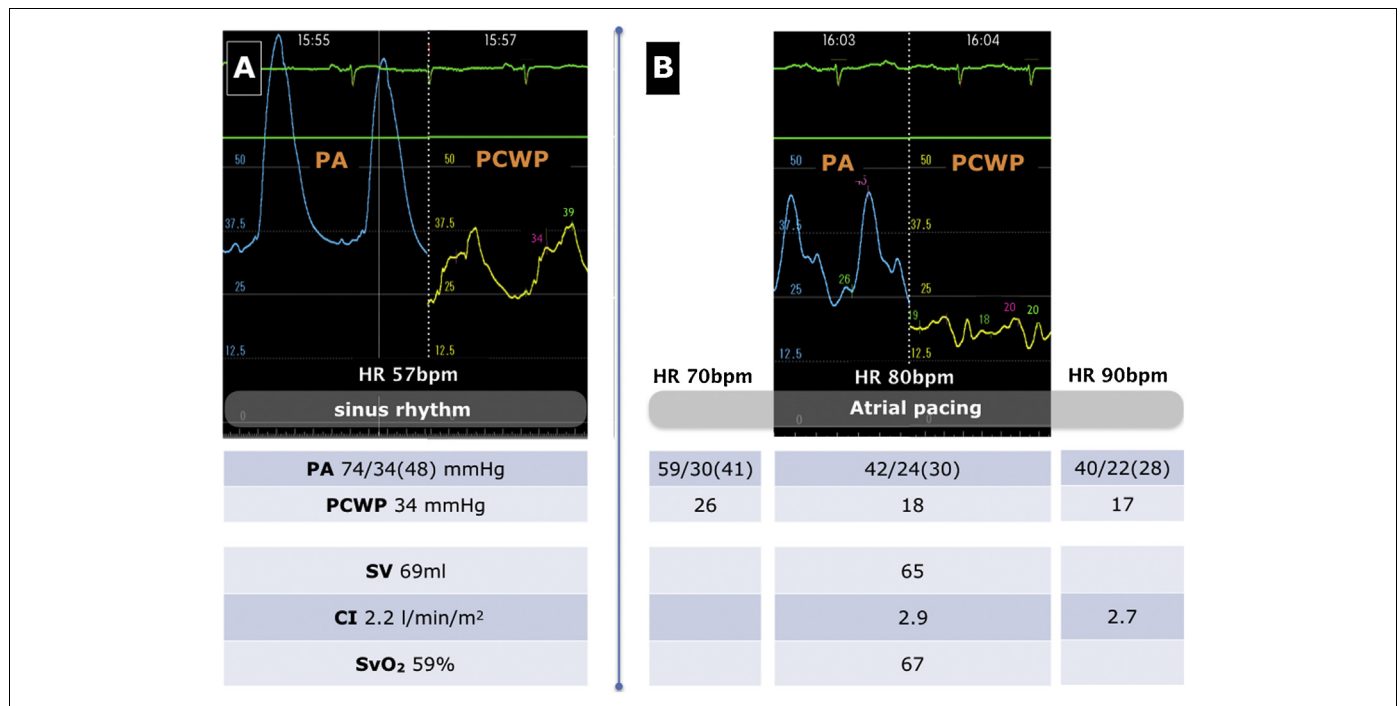 A
15:55
15:57
50
PA
50
PCWP
37.5
37.5
34
39
25
25
12.5
12.5
HR 57bpm
sinus rhythm
0
0
PA 74/34(48) mmHg
PCWP 34 mmHg
SV 69ml
CI 2.2 l/min/m²
SvO₂ 59%
B
16:03
16:04
50
PA
50
PCWP
37.5
37.5
26
25
25
19
18
20
20
12.5
12.5
HR 70bpm
HR 80bpm
HR 90bpm
Atrial pacing
0
0
59/30(41)
42/24(30)
40/22(28)
26
18
17
65
2.9
2.7
67